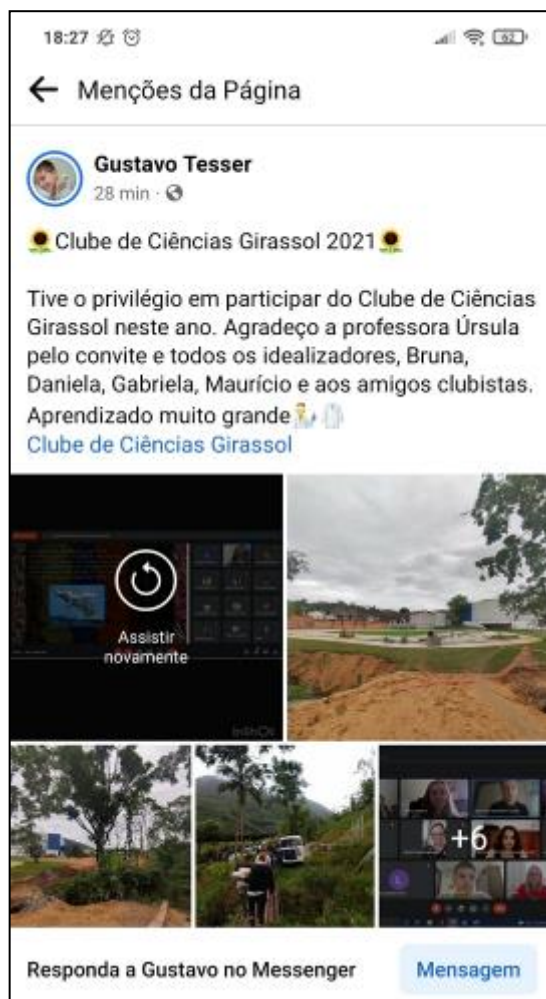 18:27
62
Menções da Página
Gustavo Tesser
28 min ·
🌻Clube de Ciências Girassol 2021🌻
Tive o privilégio em participar do Clube de Ciências
Girassol neste ano. Agradeço a professora Úrsula
pelo convite e todos os idealizadores, Bruna,
Daniela, Gabriela, Maurício e aos amigos clubistas.
Aprendizado muito grande👨‍🔬🥼
Clube de Ciências Girassol
Assistir
novamente
+6
L
Responda a Gustavo no Messenger
Mensagem